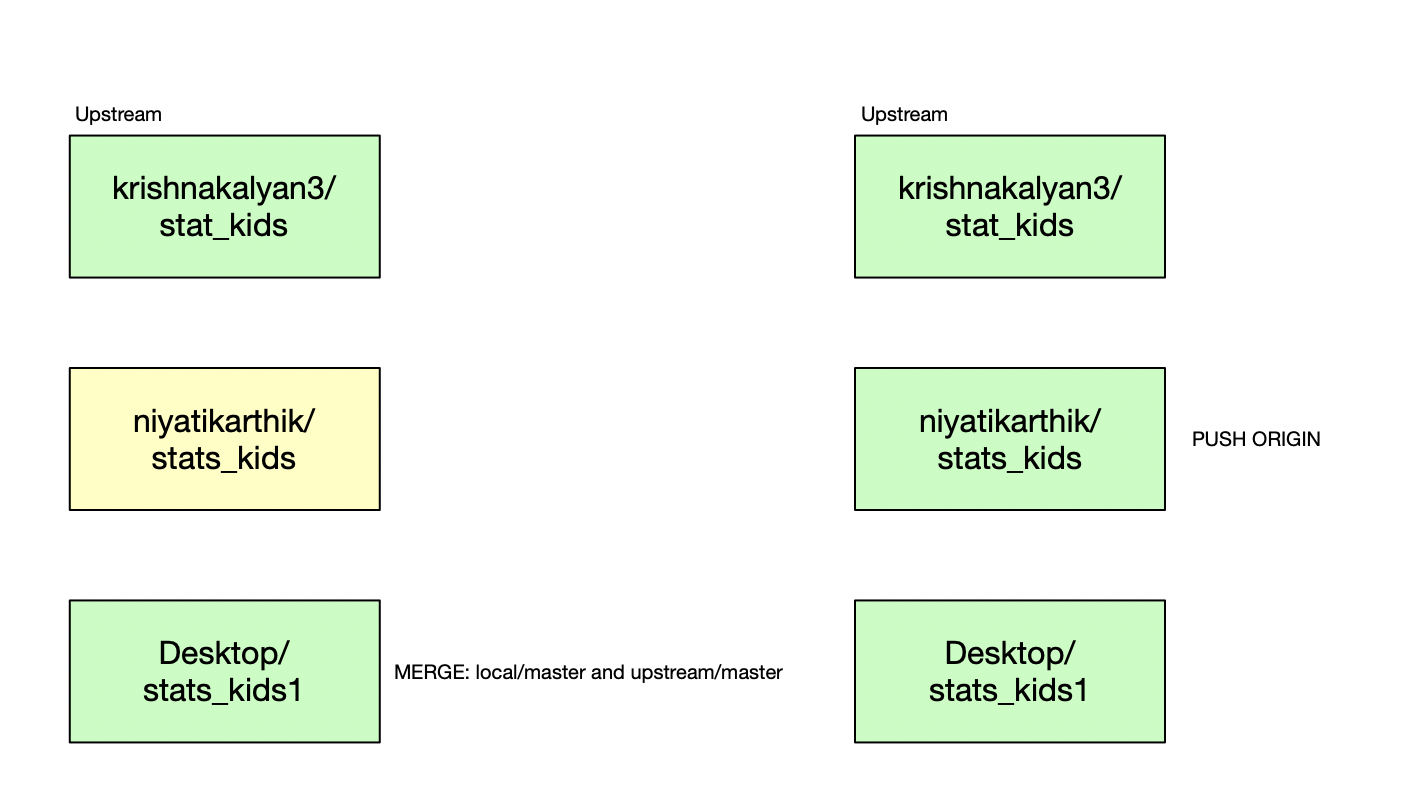 Upstream
krishnakalyan3/
stat_kids
niyatikarthik/
stats_kids
Desktop/
stats_kids1
MERGE: local/master and upstream/master
Upstream
krishnakalyan3/
stat_kids
niyatikarthik/
stats_kids
PUSH ORIGIN
Desktop/
stats_kids1